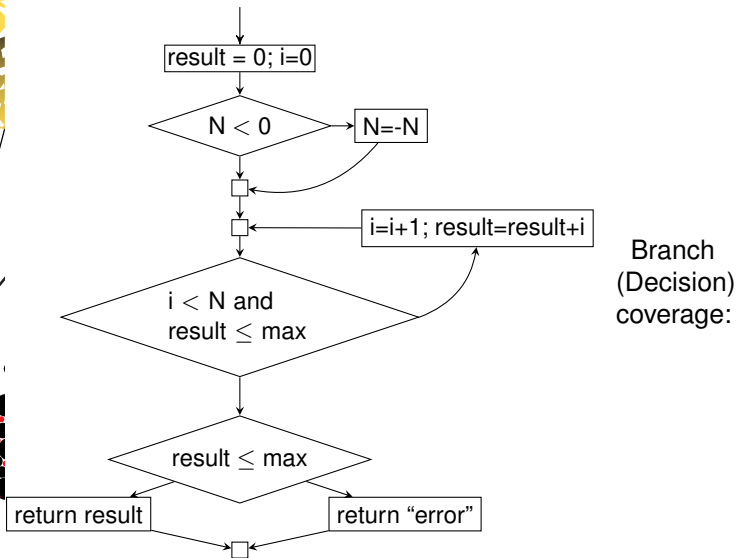 result = 0; i=0
N < 0
N=-N
i=i+1; result=result+i
i < N and
result ≤ max
Branch
(Decision)
coverage:
result ≤ max
return result
return “error”